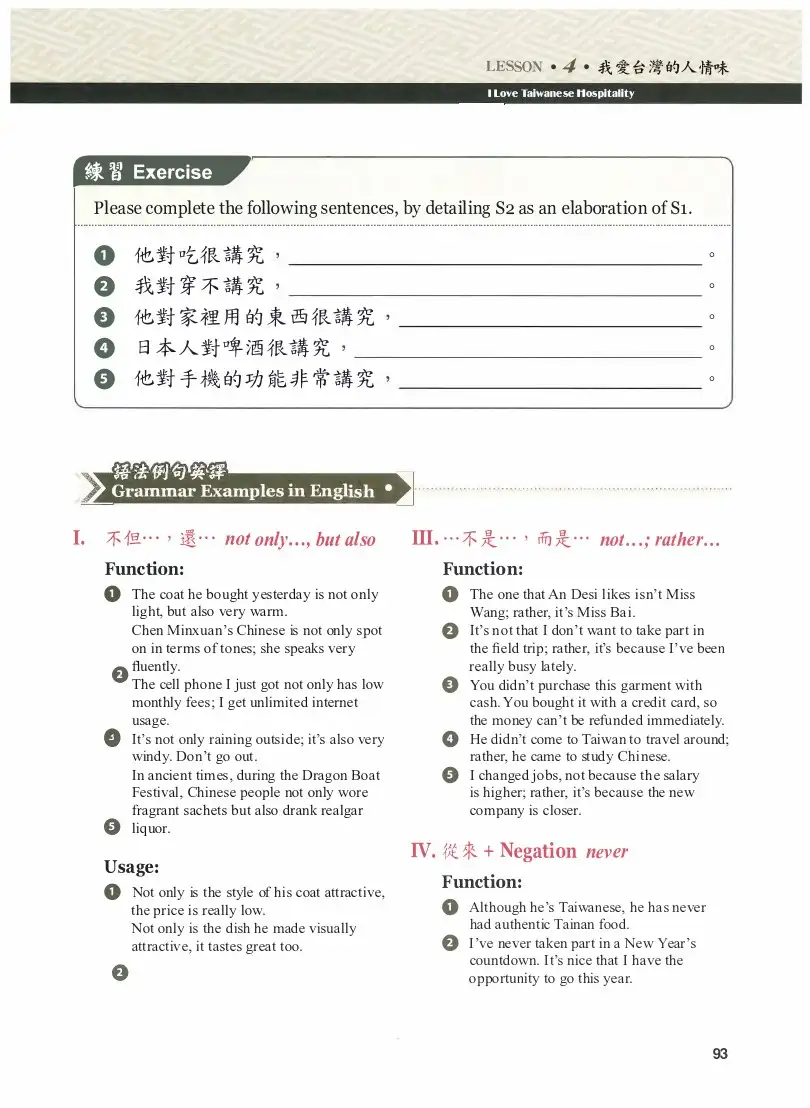 LESSON • 4 • 我愛台灣的人情味
I Love Taiwanese Hospitality
練習 Exercise
Please complete the following sentences, by detailing S2 as an elaboration of S1.
1 他對吃很講究，____。
2 我對穿不講究，____。
3 他對家裡用的東西很講究，____。
4 日本人對啤酒很講究，____。
5 他對手機的功能非常講究，____。
語法例句英譯
Grammar Examples in English
I. 不但…，還… not only…, but also
Function:
1 The coat he bought yesterday is not only
light, but also very warm.
Chen Minxuan's Chinese is not only spot
on in terms of tones; she speaks very
fluently.
2
The cell phone I just got not only has low
monthly fees; I get unlimited internet
usage.
3 It's not only raining outside; it's also very
windy. Don't go out.
In ancient times, during the Dragon Boat
Festival, Chinese people not only wore
fragrant sachets but also drank realgar
5 liquor.
Usage:
1 Not only is the style of his coat attractive,
the price is really low.
Not only is the dish he made visually
attractive, it tastes great too.
2
III. …不是…，而是… not…; rather…
Function:
1 The one that An Desi likes isn't Miss
Wang; rather, it's Miss Bai.
2 It's not that I don't want to take part in
the field trip; rather, it's because I've been
really busy lately.
3 You didn't purchase this garment with
cash. You bought it with a credit card, so
the money can't be refunded immediately.
4 He didn't come to Taiwan to travel around;
rather, he came to study Chinese.
5 I changed jobs, not because the salary
is higher; rather, it's because the new
company is closer.
IV. 從來 + Negation never
Function:
1 Although he's Taiwanese, he has never
had authentic Tainan food.
2 I've never taken part in a New Year's
countdown. It's nice that I have the
opportunity to go this year.
93